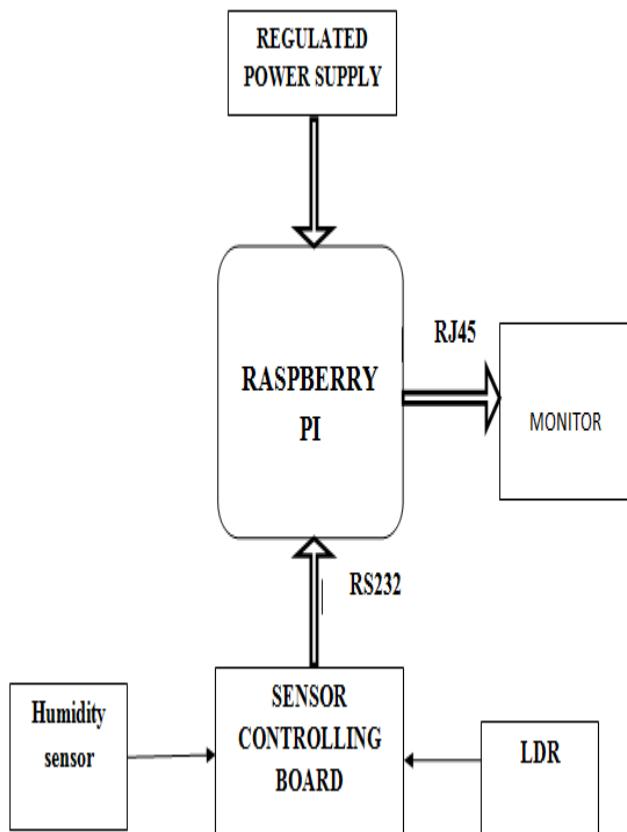 REGULATED
POWER SUPPLY
RJ45
RASPBERRY
PI
MONITOR
RS232
Humidity
sensor
SENSOR
CONTROLLING
BOARD
LDR